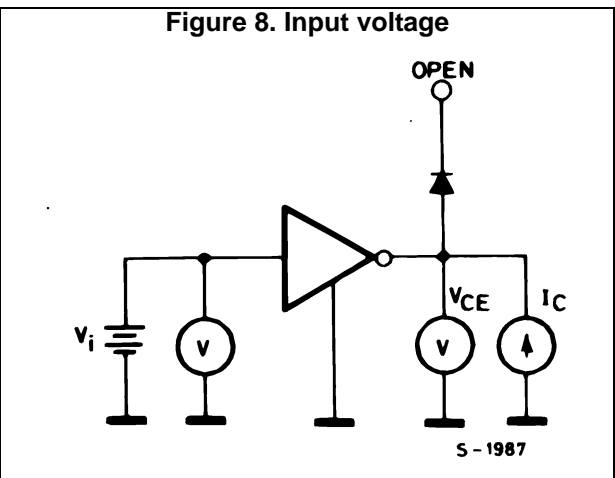 Figure 8. Input voltage
OPEN
Vi
V
VCE
V
IC
S-1987